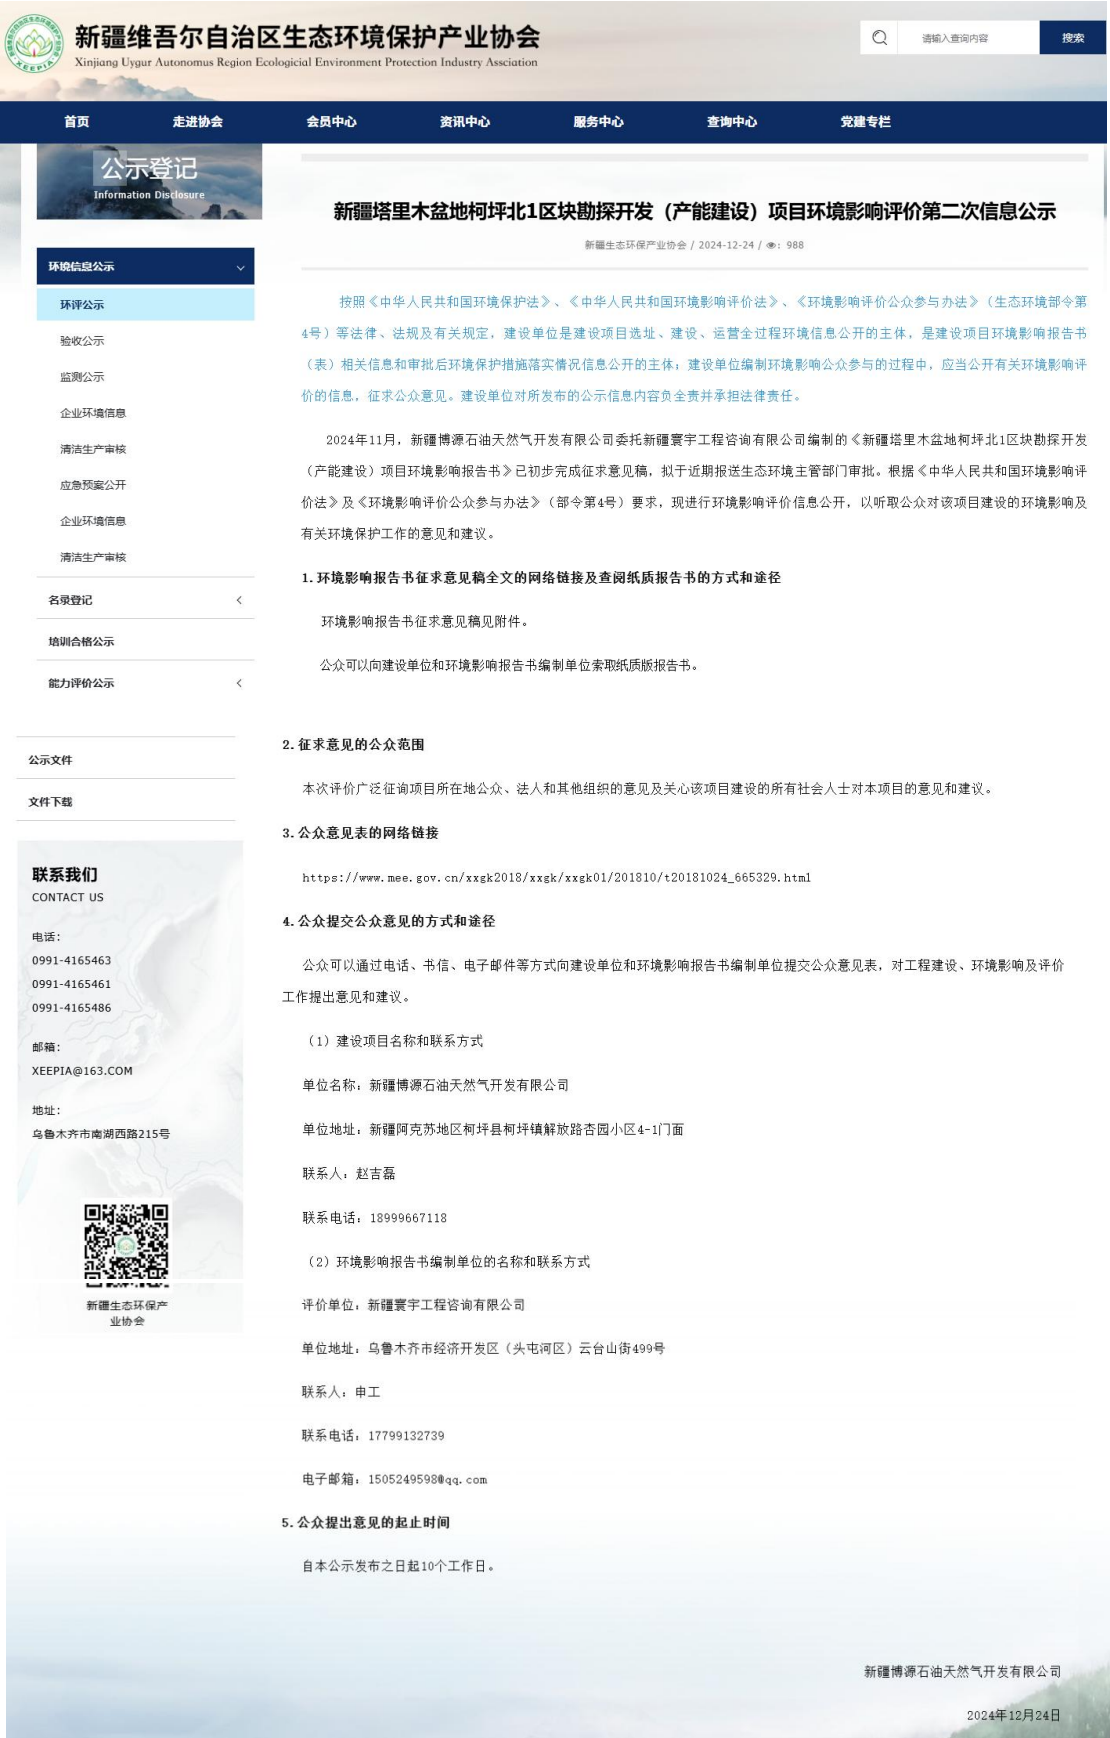 新疆维吾尔自治区生态环境保护产业协会
Xinjiang Uygur Autonomus Region Ecologicial Environment Protection Industry Assciation
XEEPIA
请输入查询内容
搜索
首页
走进协会
会员中心
资讯中心
服务中心
查询中心
党建专栏
公示登记
Information Disclosure
环境信息公示
环评公示
验收公示
监测公示
企业环境信息
清洁生产审核
应急预案公开
企业环境信息
清洁生产审核
名录登记
培训合格公示
能力评价公示
公示文件
文件下载
联系我们
CONTACT US
电话：
0991-4165463
0991-4165461
0991-4165486
邮箱：
XEEPIA@163.COM
地址：
乌鲁木齐市南湖西路215号
新疆生态环保产
业协会
新疆塔里木盆地柯坪北1区块勘探开发（产能建设）项目环境影响评价第二次信息公示
新疆生态环保产业协会 / 2024-12-24 / : 988
按照《中华人民共和国环境保护法》、《中华人民共和国环境影响评价法》、《环境影响评价公众参与办法》（生态环境部令第
4号）等法律、法规及有关规定，建设单位是建设项目选址、建设、运营全过程环境信息公开的主体，是建设项目环境影响报告书
（表）相关信息和审批后环境保护措施落实情况信息公开的主体；建设单位编制环境影响公众参与的过程中，应当公开有关环境影响评
价的信息，征求公众意见。建设单位对所发布的公示信息内容负全责并承担法律责任。
2024年11月，新疆博源石油天然气开发有限公司委托新疆寰宇工程咨询有限公司编制的《新疆塔里木盆地柯坪北1区块勘探开发
（产能建设）项目环境影响报告书》已初步完成征求意见稿，拟于近期报送生态环境主管部门审批。根据《中华人民共和国环境影响评
价法》及《环境影响评价公众参与办法》（部令第4号）要求，现进行环境影响评价信息公开，以听取公众对该项目建设的环境影响及
有关环境保护工作的意见和建议。
1.环境影响报告书征求意见稿全文的网络链接及查阅纸质报告书的方式和途径
环境影响报告书征求意见稿见附件。
公众可以向建设单位和环境影响报告书编制单位索取纸质版报告书。
2.征求意见的公众范围
本次评价广泛征询项目所在地公众、法人和其他组织的意见及关心该项目建设的所有社会人士对本项目的意见和建议。
3.公众意见表的网络链接
https://www.mee.gov.cn/xxgk2018/xxgk/xxgk01/201810/t20181024_665329.html
4.公众提交公众意见的方式和途径
公众可以通过电话、书信、电子邮件等方式向建设单位和环境影响报告书编制单位提交公众意见表，对工程建设、环境影响及评价
工作提出意见和建议。
（1）建设项目名称和联系方式
单位名称：新疆博源石油天然气开发有限公司
单位地址：新疆阿克苏地区柯坪县柯坪镇解放路杏园小区4-1门面
联系人：赵吉磊
联系电话：18999667118
（2）环境影响报告书编制单位的名称和联系方式
评价单位：新疆寰宇工程咨询有限公司
单位地址：乌鲁木齐市经济开发区（头屯河区）云台山街499号
联系人：申工
联系电话：17799132739
电子邮箱：1505249598@qq.com
5.公众提出意见的起止时间
自本公示发布之日起10个工作日。
新疆博源石油天然气开发有限公司
2024年12月24日